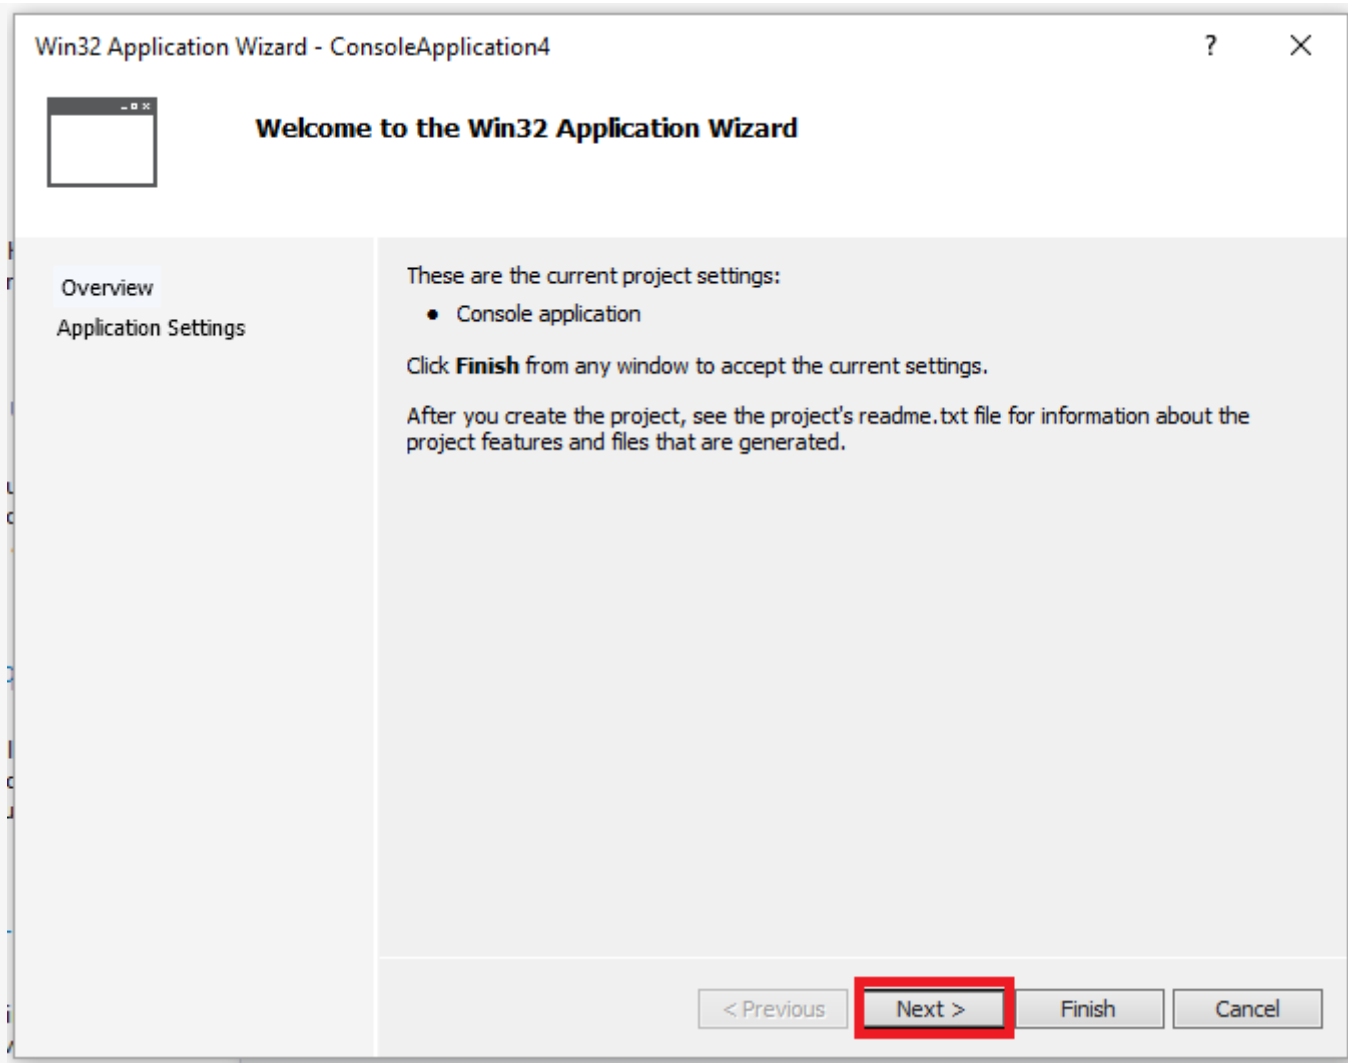 Win32 Application Wizard - ConsoleApplication4
Welcome to the Win32 Application Wizard
Overview
Application Settings
These are the current project settings:
• Console application
Click Finish from any window to accept the current settings.
After you create the project, see the project's readme.txt file for information about the
project features and files that are generated.
< Previous
Next >
Finish
Cancel